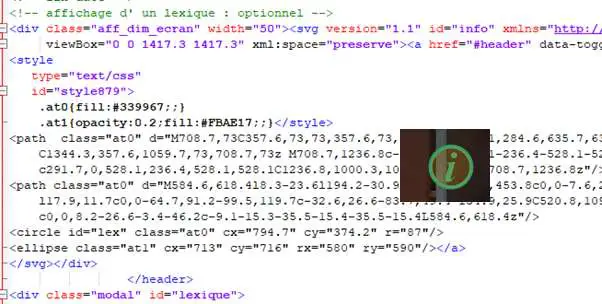 <!-- affichage d' un lexique : optionnel -->
<div class="aff_dim_ecran" width="50"><svg version="1.1" id="info" xmlns="http:/
viewBox="0 0 1417.3 1417.3" xml:space="preserve"><a href="#header" data-togg
<style
type="text/css"
id="style879">
.at0{fill:#339967;;}
.at1{opacity:0.2;fill:#FBAE17;;}</style>
<path class="at0" d="M708.7,73C357.6,73,73,357.6,73, 1,284.6,635.7,63
C1344.3,357.6,1059.7,73,708.7,73z M708.7,1236.8c- 1-236.4-528.1-52
c291.7,0,528.1,236.4,528.1,528.1C1236.8,1000.3,10 708.7,1236.8z"/>
<path class="at0" d="M584.6,618.418.3-23.61194.2-30.9 ,453.8c0,0-7.6,2
117.9,11.7c0,0-64.7,91.2-99.5,119.7c-32.6,26.6-83 25.9C520.8,108
c0,0,8.2-26.6-3.4-46.2c-9.1-15.3-35.5-15.4-35.5-15.4L584.6,618.4z"/>
<circle id="lex" class="at0" cx="794.7" cy="374.2" r="87"/>
<ellipse class="at1" cx="713" cy="716" rx="580" ry="590"/></a>
</svg></div>
</header>
<div class="modal" id="lexique">